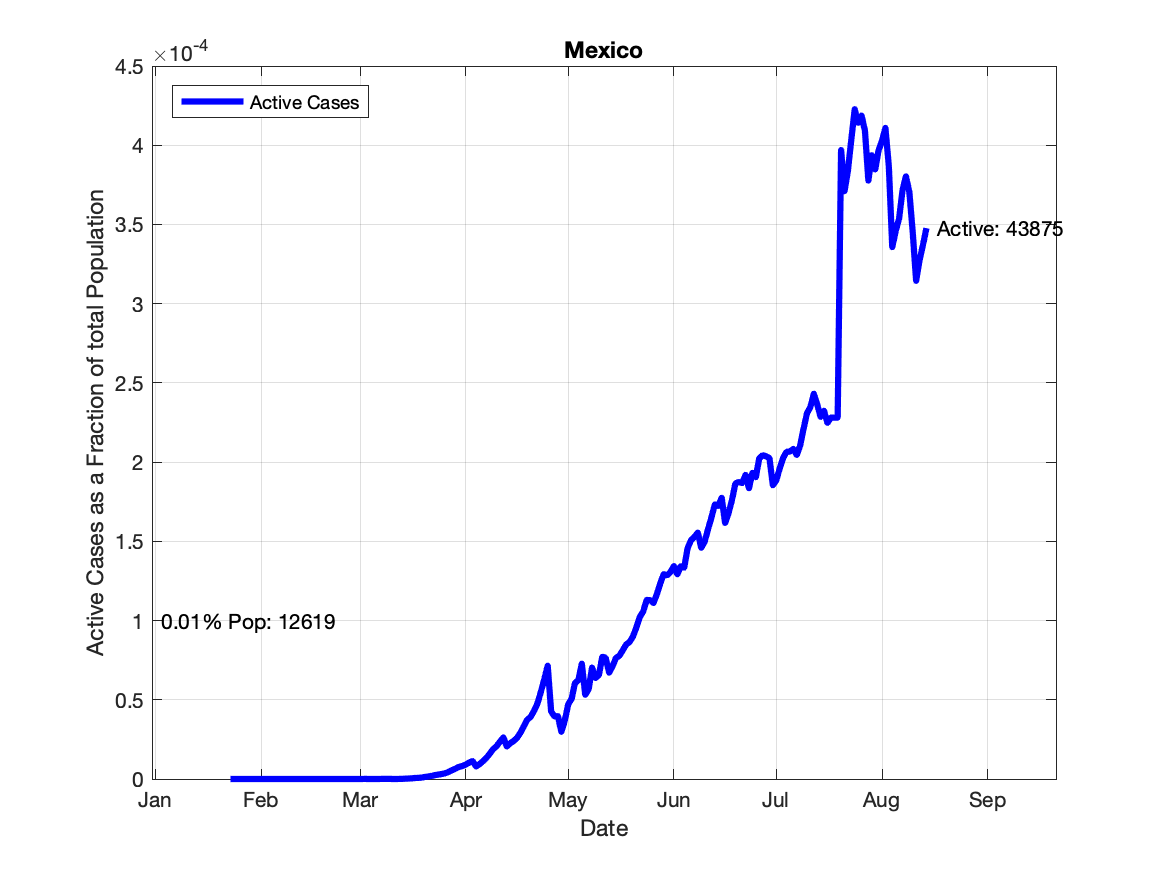 Mexico
×10-4
4.5
4
3.5
3
2.5
2
1.5
1
0.5
0
Active Cases as a Fraction of total Population
Active Cases
Active: 43875
0.01% Pop: 12619
Jan Feb Mar Apr May Jun Jul Aug Sep
Date